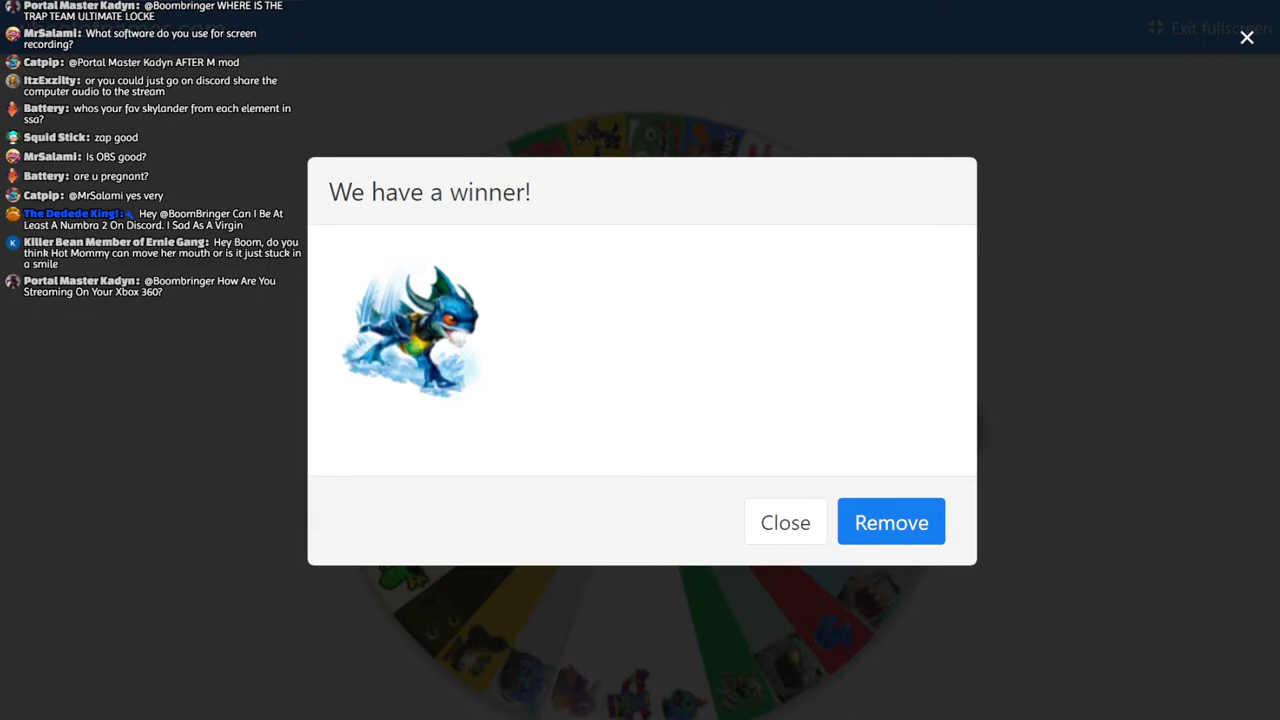 Portal Master Kadyn: @Boombringer WHERE IS THE
TRAP TEAM ULTIMATE LOCKE
MrSalami: What software do you use for screen
recording?
Catpip: @Portal Master Kadyn AFTER M mod
ItzExzilty: or you could just go on discord share the
computer audio to the stream
Battery: whos your fav skylander from each element in
ssa?
Squid Stick: zap good
MrSalami: Is OBS good?
Battery: are u pregnant?
Catpip: @MrSalami yes very
The Dedede King!: Hey @BoomBringer Can I Be At
Least A Numbra 2 On Discord. I Sad As A Virgin
K Killer Bean Member of Ernie Gang: Hey Boom, do you
think Hot Mommy can move her mouth or is it just stuck in
a smile
Portal Master Kadyn: @Boombringer How Are You
Streaming On Your Xbox 360?
Exit fullscreen
We have a winner!
Close
Remove